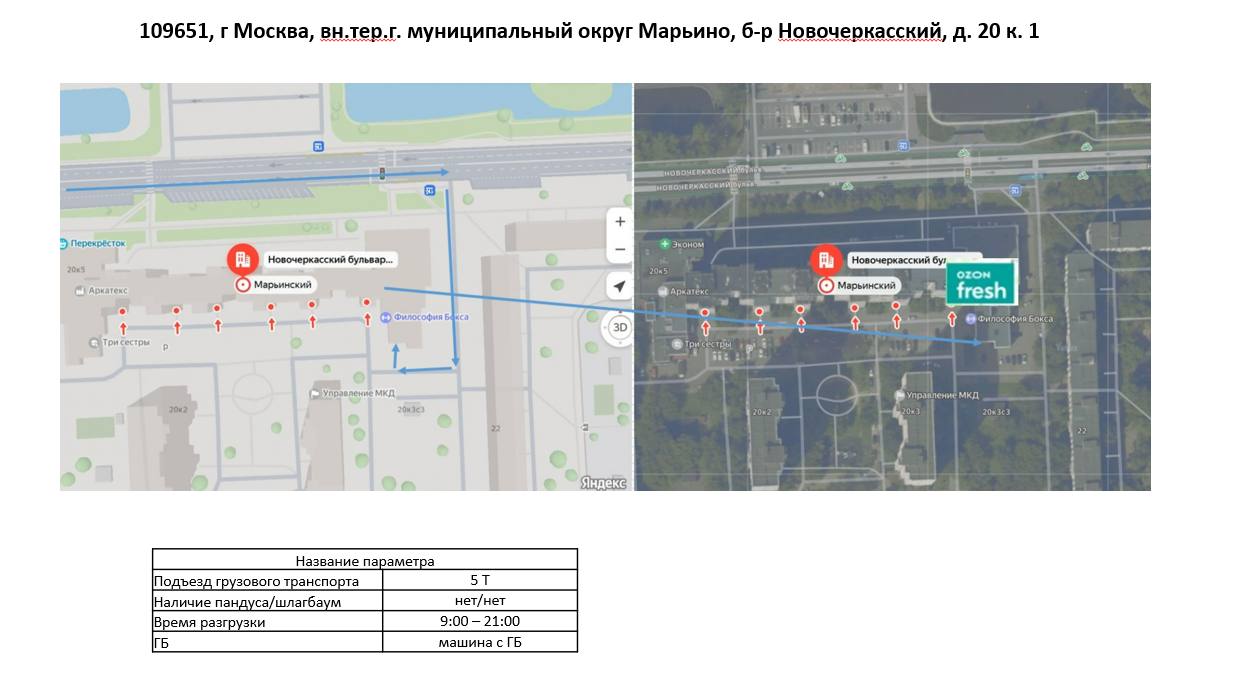 109651, г Москва, вн.тер.г. муниципальный округ Марьино, б-р Новочеркасский, д. 20 к. 1
Перекрёсток
20к5
Новочеркасский бульвар...
Марьинский
Аркатекс
Философия Бокса
Три сестры
P
Управление МКД
20к2
20к3с3
22
+
−
3D
Яндекс
НОВОЧЕРКАССКИЙ БУЛЬВ
НОВОЧЕРКАССКИЙ БУЛЬВ
Эконом
20к5
Новочеркасский бул
Марьинский
OZON
fresh
Аркатекс
Философия Бокса
Три сестры
P
Управление МКД
20к2
20к3
20к3с3
22
Название параметра
Подъезд грузового транспорта 5 Т
Наличие пандуса/шлагбаум нет/нет
Время разгрузки 9:00 – 21:00
ГБ машина с ГБ